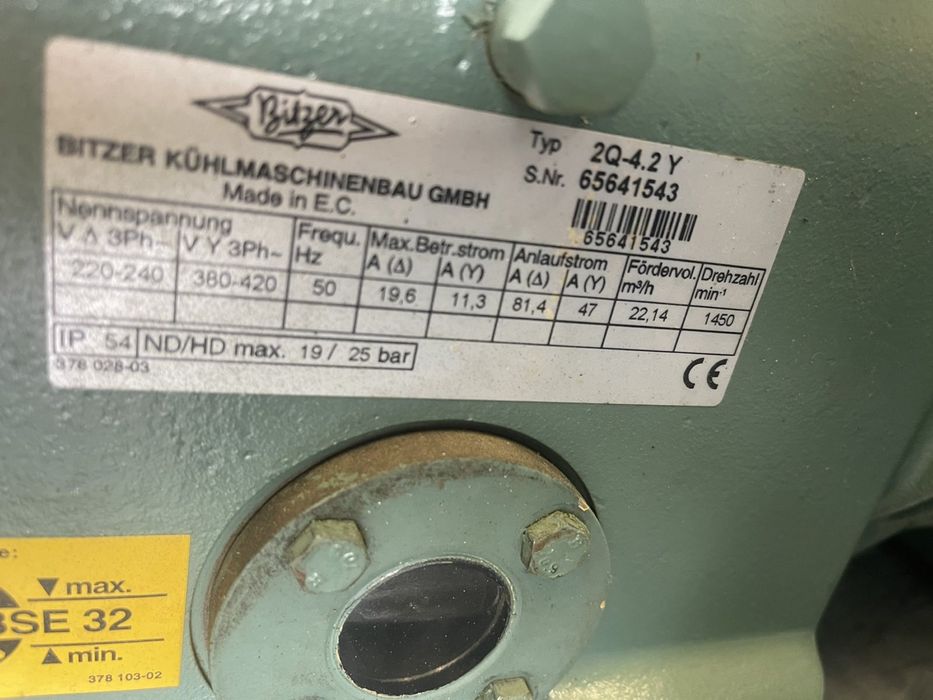 Bitzer
BITZER KÜHLMASCHINENBAU GMBH
Made in E.C.
Typ 2Q-4.2 Y
S.Nr. 65641543
65641543
Nennspannung Frequ. Max.Betr.strom Anlaufstrom Fördervol. Drehzahl
V Δ 3Ph~ V Y 3Ph~ Hz A (Δ) A (Y) A (Δ) A (Y) m³/h min-¹
220-240 380-420 50 19,6 11,3 81,4 47 22,14 1450
IP 54 ND/HD max. 19 / 25 bar
378 028-03
CE
max.
BSE 32
min.
378 103-02